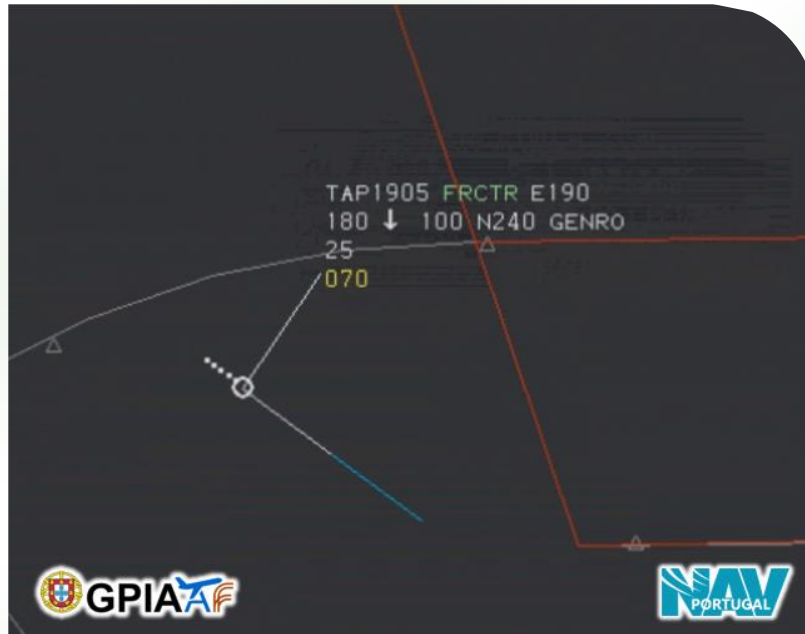 TAP1905 FRCTR E190
180 ↓ 100 N240 GENRO
25
070
GPIAAF
NAV
PORTUGAL